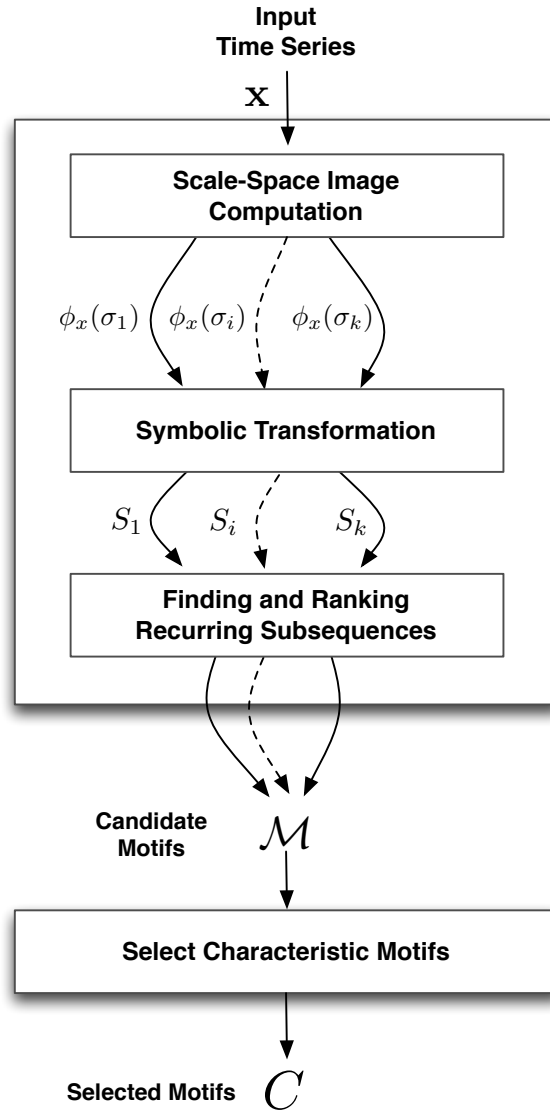 Input
Time Series
x
Scale-Space Image
Computation
ϕₓ(σ₁) ϕₓ(σᵢ) ϕₓ(σₖ)
Symbolic Transformation
S₁ Sᵢ Sₖ
Finding and Ranking
Recurring Subsequences
Candidate
Motifs
ℳ
Select Characteristic Motifs
Selected Motifs C